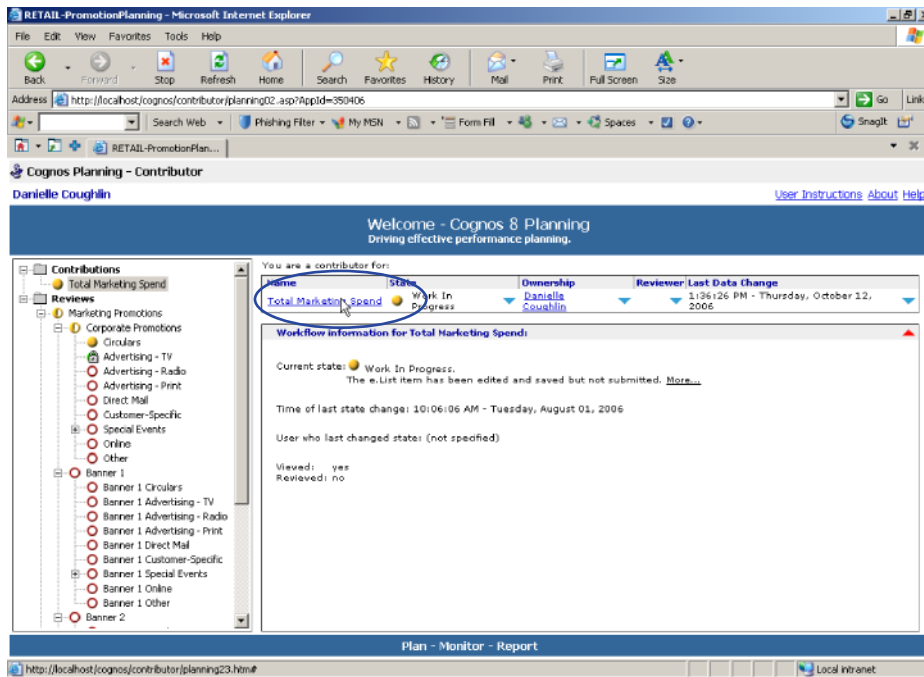 RETAIL-PromotionPlanning - Microsoft Internet Explorer
File Edit View Favorites Tools Help
Back Forward Stop Refresh Home Search Favorites History Mail Print Full Screen Size
Address http://localhost/cognos/contributor/planning02.asp?AppId=350406 Go Link
Search Web Phishing Filter My MSN Form Fill Spaces SnagIt
RETAIL-PromotionPlan...
Cognos Planning - Contributor
Danielle Coughlin User Instructions About Help
Welcome - Cognos 8 Planning
Driving effective performance planning.
Contributions
Total Marketing Spend
Reviews
Marketing Promotions
Corporate Promotions
Circulars
Advertising - TV
Advertising - Radio
Advertising - Print
Direct Mail
Customer-Specific
Special Events
Online
Other
Banner 1
Banner 1 Circulars
Banner 1 Advertising - TV
Banner 1 Advertising - Radio
Banner 1 Advertising - Print
Banner 1 Direct Mail
Banner 1 Customer-Specific
Banner 1 Special Events
Banner 1 Online
Banner 1 Other
Banner 2
You are a contributor for:
Name State Ownership Reviewer Last Data Change
Total Marketing Spend Work In Danielle 1:36:26 PM - Thursday, October 12,
Progress Coughlin 2006
Workflow information for Total Marketing Spend:
Current state: Work In Progress.
The e.List item has been edited and saved but not submitted. More...
Time of last state change: 10:06:06 AM - Tuesday, August 01, 2006
User who last changed state: (not specified)
Viewed: yes
Reviewed: no
Plan - Monitor - Report
http://localhost/cognos/contributor/planning23.htm# Local intranet